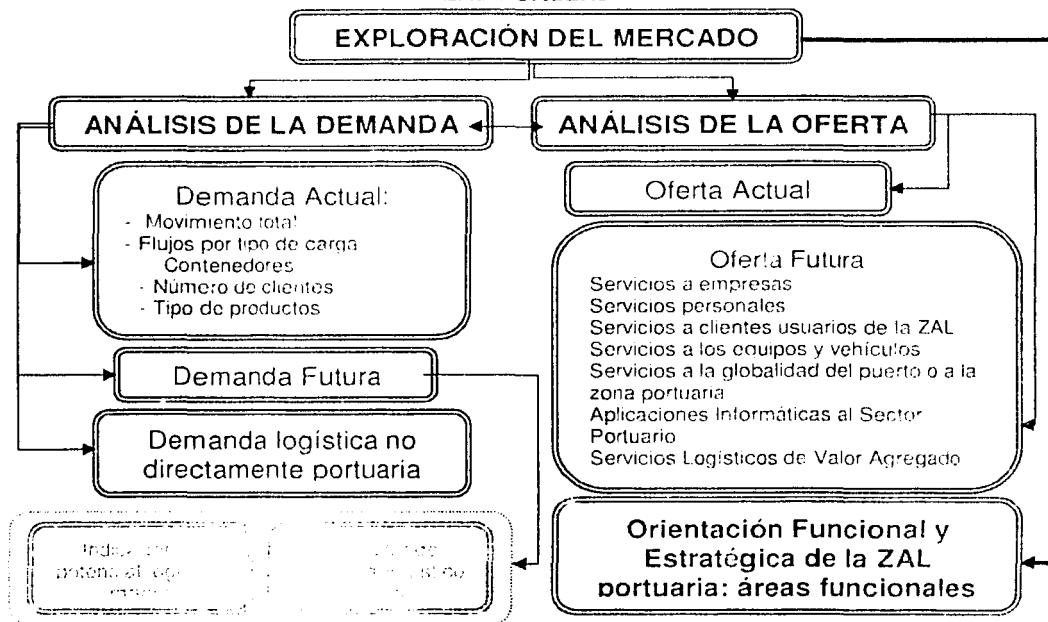 EXPLORACIÓN DEL MERCADO
ANÁLISIS DE LA DEMANDA
ANÁLISIS DE LA OFERTA
Demanda Actual:
- Movimiento total
- Flujos por tipo de carga
Contenedores
- Número de clientes
- Tipo de productos
Demanda Futura
Demanda logística no
directamente portuaria
Oferta Actual
Oferta Futura
Servicios a empresas
Servicios personales
Servicios a clientes usuarios de la ZAL
Servicios a los equipos y vehículos
Servicios a la globalidad del puerto o a la
zona portuaria
Aplicaciones Informáticas al Sector
Portuario
Servicios Logísticos de Valor Agregado
Orientación Funcional y
Estratégica de la ZAL
portuaria: áreas funcionales